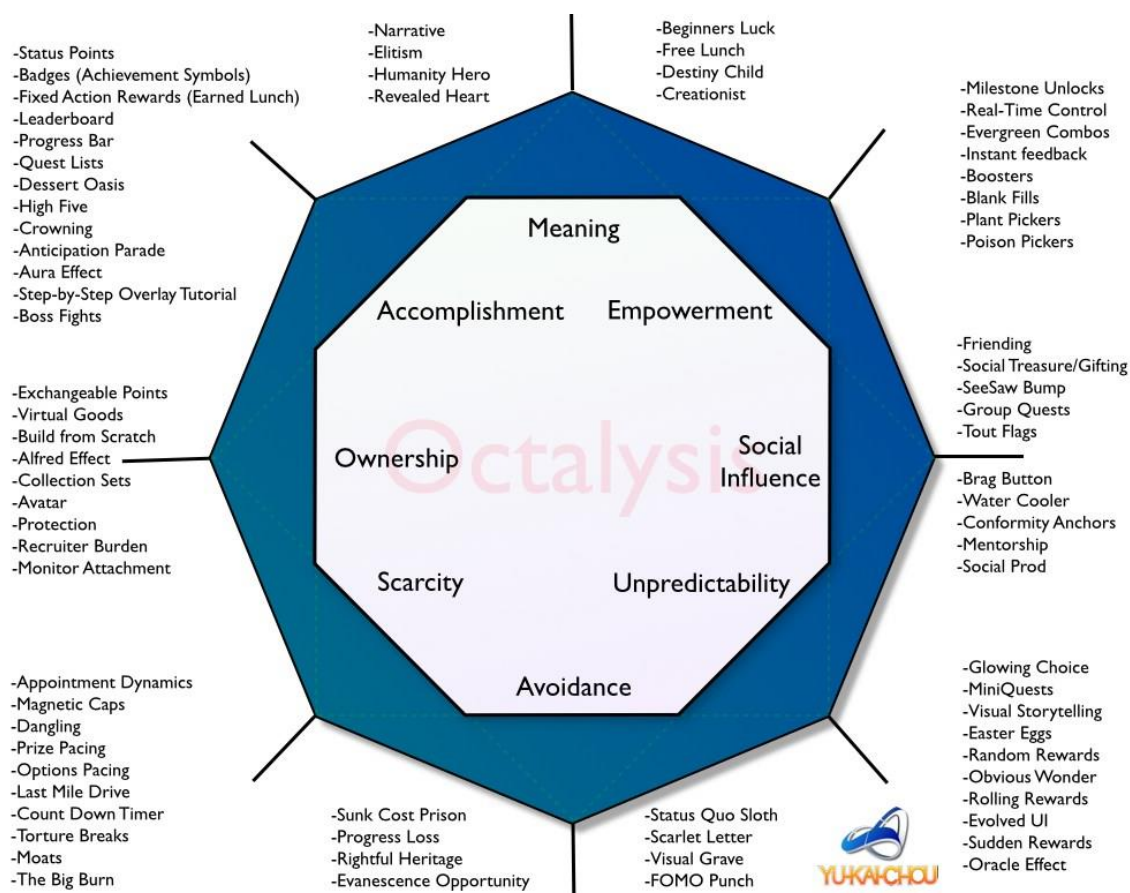 -Narrative
-Elitism
-Humanity Hero
-Revealed Heart
-Beginners Luck
-Free Lunch
-Destiny Child
-Creationist
-Status Points
-Badges (Achievement Symbols)
-Fixed Action Rewards (Earned Lunch)
-Leaderboard
-Progress Bar
-Quest Lists
-Dessert Oasis
-High Five
-Crowning
-Anticipation Parade
-Aura Effect
-Step-by-Step Overlay Tutorial
-Boss Fights
-Milestone Unlocks
-Real-Time Control
-Evergreen Combos
-Instant feedback
-Boosters
-Blank Fills
-Plant Pickers
-Poison Pickers
Meaning
Accomplishment
Empowerment
Ownership
Octalysis
Social
Influence
Scarcity
Unpredictability
Avoidance
-Exchangeable Points
-Virtual Goods
-Build from Scratch
-Alfred Effect
-Collection Sets
-Avatar
-Protection
-Recruiter Burden
-Monitor Attachment
-Friending
-Social Treasure/Gifting
-SeeSaw Bump
-Group Quests
-Tout Flags
-Brag Button
-Water Cooler
-Conformity Anchors
-Mentorship
-Social Prod
-Appointment Dynamics
-Magnetic Caps
-Dangling
-Prize Pacing
-Options Pacing
-Last Mile Drive
-Count Down Timer
-Torture Breaks
-Moats
-The Big Burn
-Sunk Cost Prison
-Progress Loss
-Rightful Heritage
-Evanescence Opportunity
-Status Quo Sloth
-Scarlet Letter
-Visual Grave
-FOMO Punch
-Glowing Choice
-MiniQuests
-Visual Storytelling
-Easter Eggs
-Random Rewards
-Obvious Wonder
-Rolling Rewards
-Evolved UI
-Sudden Rewards
-Oracle Effect
YU-KAI-CHOU